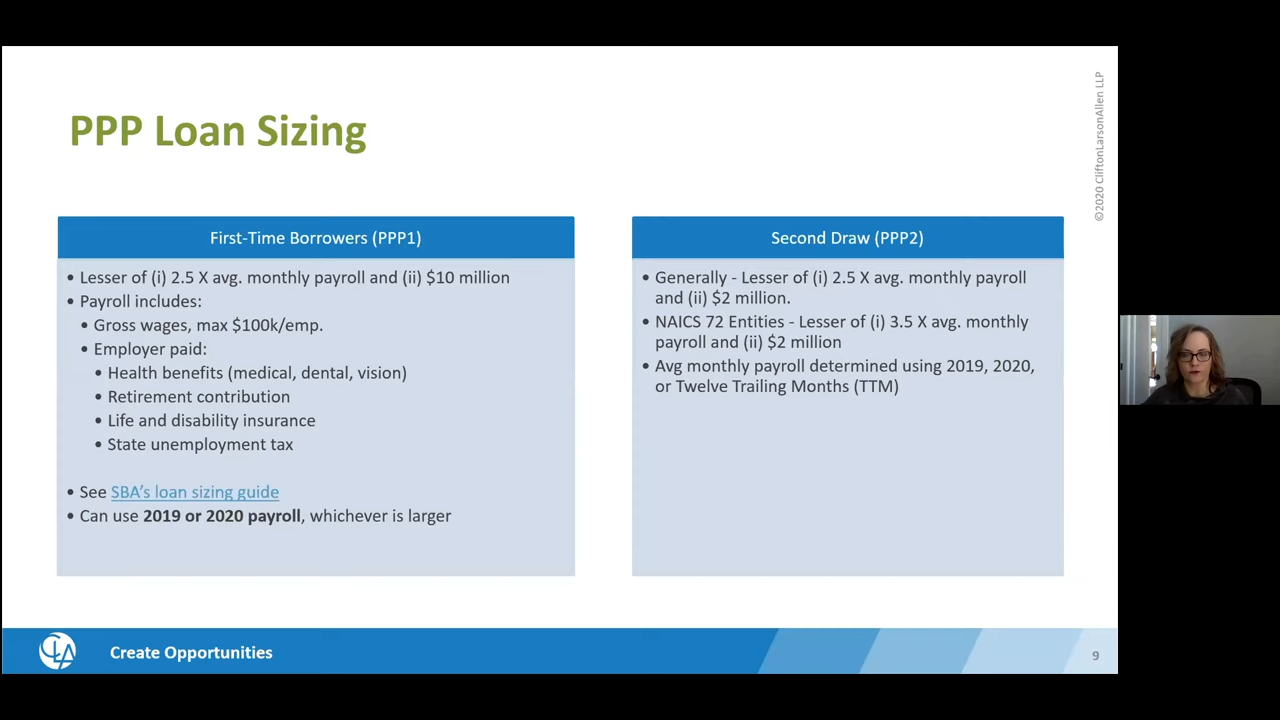 PPP Loan Sizing
©2020 CliftonLarsonAllen LLP
First-Time Borrowers (PPP1)
• Lesser of (i) 2.5 X avg. monthly payroll and (ii) $10 million
• Payroll includes:
• Gross wages, max $100k/emp.
• Employer paid:
• Health benefits (medical, dental, vision)
• Retirement contribution
• Life and disability insurance
• State unemployment tax
• See SBA's loan sizing guide
• Can use 2019 or 2020 payroll, whichever is larger
Second Draw (PPP2)
• Generally - Lesser of (i) 2.5 X avg. monthly payroll
and (ii) $2 million.
• NAICS 72 Entities - Lesser of (i) 3.5 X avg. monthly
payroll and (ii) $2 million
• Avg monthly payroll determined using 2019, 2020,
or Twelve Trailing Months (TTM)
CLA
Create Opportunities
9